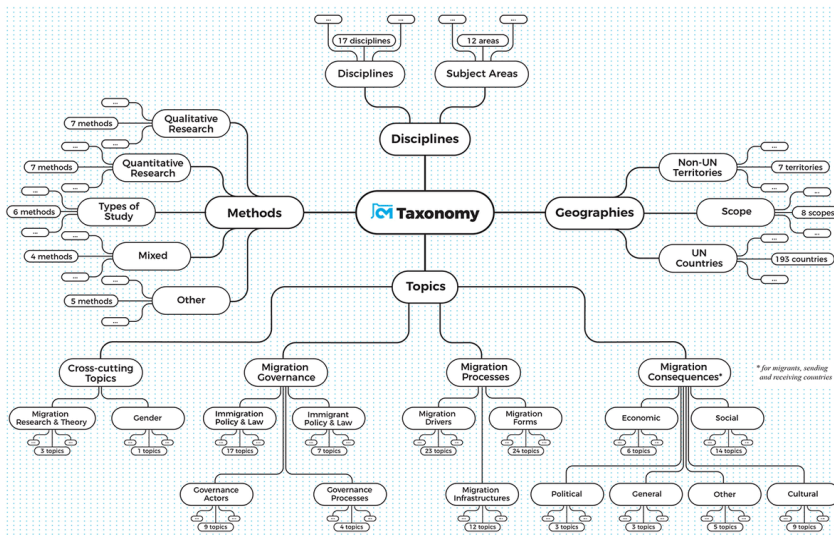 ...
...
...
...
17 disciplines
12 areas
Disciplines
Subject Areas
Disciplines
...
7 methods
...
Qualitative
Research
...
7 methods
...
Quantitative
Research
...
6 methods
...
Types of
Study
...
4 methods
...
Mixed
...
5 methods
...
Other
Methods
Taxonomy
Geographies
Non-UN
Territories
...
7 territories
...
Scope
...
8 scopes
...
UN
Countries
...
193 countries
...
Topics
Cross-cutting
Topics
Migration
Governance
Migration
Processes
Migration
Consequences*
* for migrants, sending
and receiving countries
Migration
Research & Theory
...
...
3 topics
Gender
...
...
1 topics
Immigration
Policy & Law
...
...
17 topics
Immigrant
Policy & Law
...
...
7 topics
Migration
Drivers
...
...
23 topics
Migration
Forms
...
...
24 topics
Economic
...
...
6 topics
Social
...
...
14 topics
Governance
Actors
...
...
9 topics
Governance
Processes
...
...
4 topics
Migration
Infrastructures
...
...
12 topics
Political
...
...
3 topics
General
...
...
3 topics
Other
...
...
5 topics
Cultural
...
...
9 topics